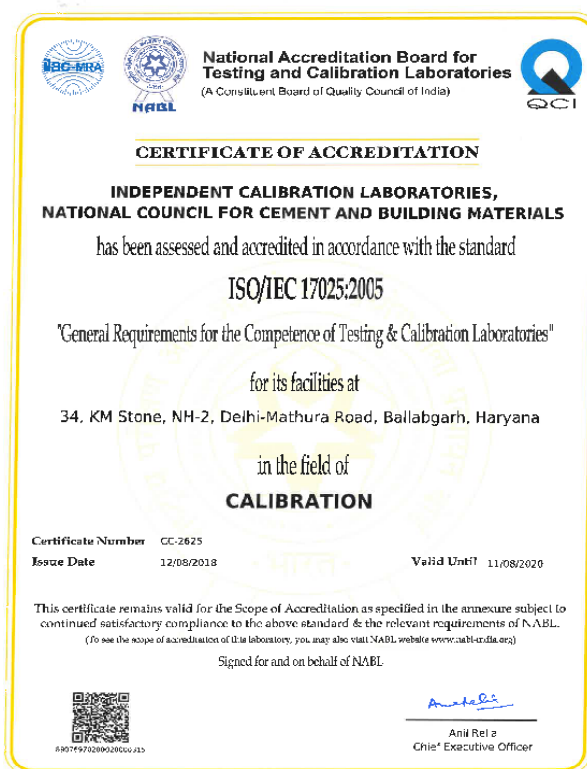 National Accreditation Board for
Testing and Calibration Laboratories
(A Constituent Board of Quality Council of India)
NABL
QCI
CERTIFICATE OF ACCREDITATION
INDEPENDENT CALIBRATION LABORATORIES,
NATIONAL COUNCIL FOR CEMENT AND BUILDING MATERIALS
has been assessed and accredited in accordance with the standard
ISO/IEC 17025:2005
"General Requirements for the Competence of Testing & Calibration Laboratories"
for its facilities at
34, KM Stone, NH-2, Delhi-Mathura Road, Ballabgarh, Haryana
in the field of
CALIBRATION
भारत
Certificate Number CC-2625
Issue Date 12/08/2018 Valid Until 11/08/2020
This certificate remains valid for the Scope of Accreditation as specified in the annexure subject to
continued satisfactory compliance to the above standard & the relevant requirements of NABL.
(To see the scope of accreditation of this laboratory, you may also visit NABL website www.nabl-india.org)
Signed for and on behalf of NABL
Anil Relia
Chief Executive Officer